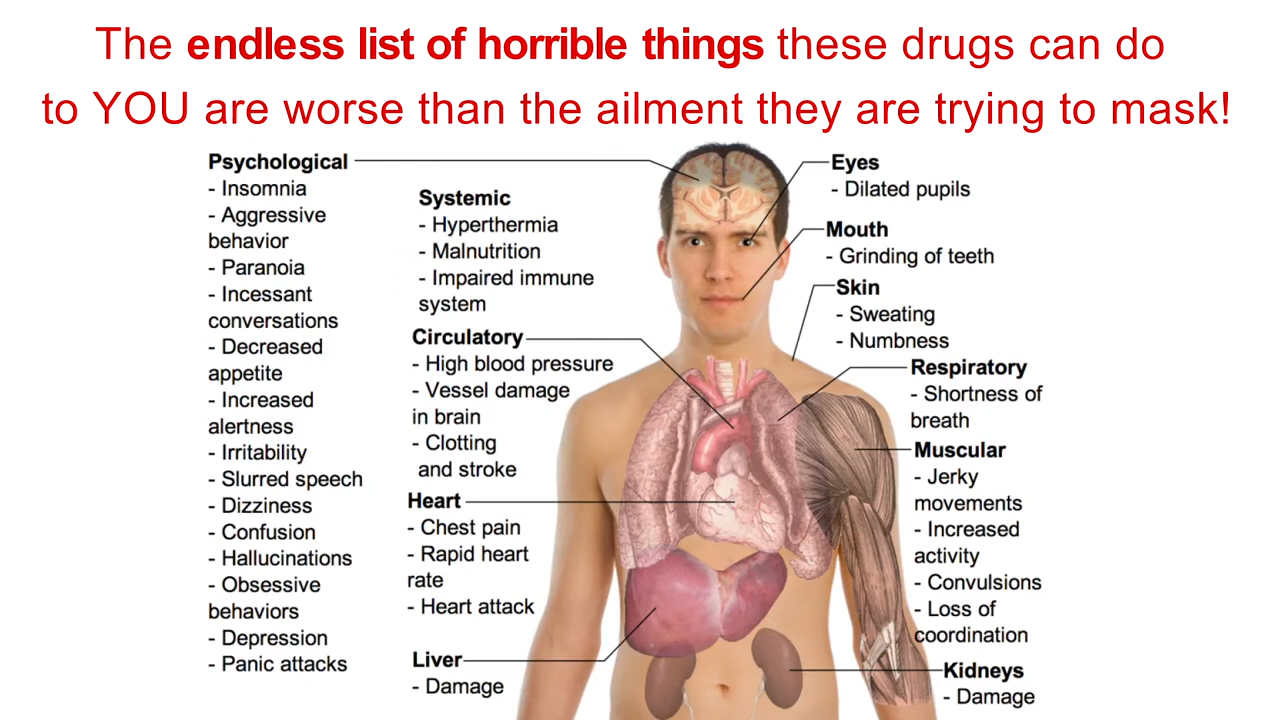 The endless list of horrible things these drugs can do
to YOU are worse than the ailment they are trying to mask!
Psychological
- Insomnia
- Aggressive
behavior
- Paranoia
- Incessant
conversations
- Decreased
appetite
- Increased
alertness
- Irritability
- Slurred speech
- Dizziness
- Confusion
- Hallucinations
- Obsessive
behaviors
- Depression
- Panic attacks
Systemic
- Hyperthermia
- Malnutrition
- Impaired immune
system
Circulatory
- High blood pressure
- Vessel damage
in brain
- Clotting
and stroke
Heart
- Chest pain
- Rapid heart
rate
- Heart attack
Liver
- Damage
Eyes
- Dilated pupils
Mouth
- Grinding of teeth
Skin
- Sweating
- Numbness
Respiratory
- Shortness of
breath
Muscular
- Jerky
movements
- Increased
activity
- Convulsions
- Loss of
coordination
Kidneys
- Damage